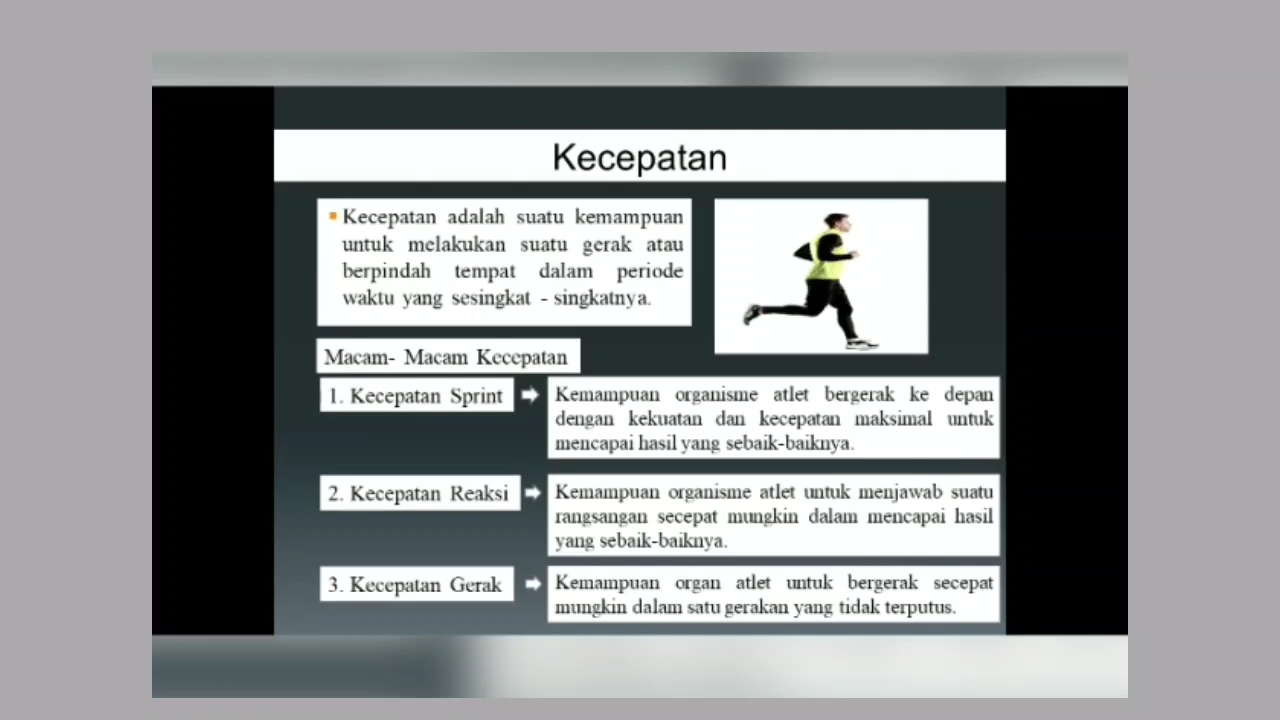 Kecepatan
Kecepatan adalah suatu kemampuan
untuk melakukan suatu gerak atau
berpindah tempat dalam periode
waktu yang sesingkat - singkatnya.
Macam- Macam Kecepatan
1. Kecepatan Sprint
Kemampuan organisme atlet bergerak ke depan
dengan kekuatan dan kecepatan maksimal untuk
mencapai hasil yang sebaik-baiknya.
2. Kecepatan Reaksi
Kemampuan organisme atlet untuk menjawab suatu
rangsangan secepat mungkin dalam mencapai hasil
yang sebaik-baiknya.
3. Kecepatan Gerak
Kemampuan organ atlet untuk bergerak secepat
mungkin dalam satu gerakan yang tidak terputus.